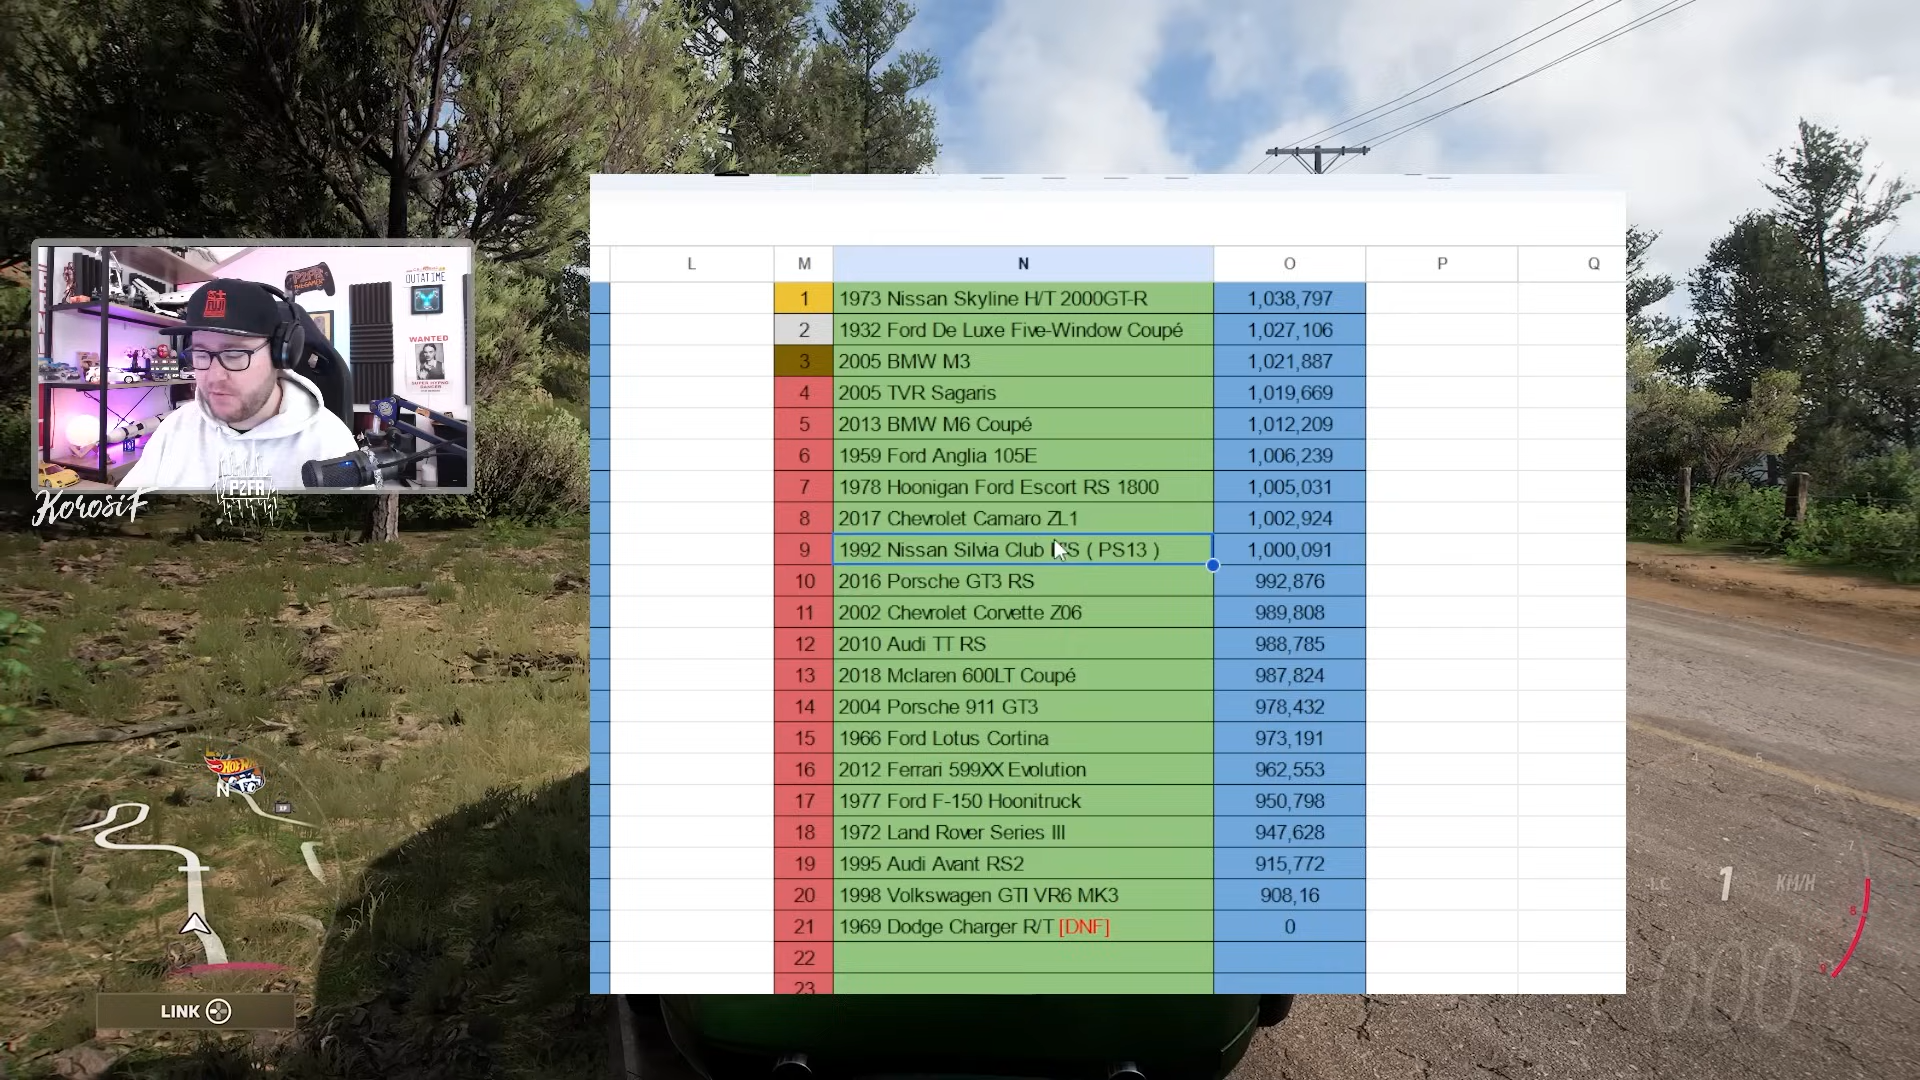 L M N O P Q
1 1973 Nissan Skyline H/T 2000GT-R 1,038,797
2 1932 Ford De Luxe Five-Window Coupé 1,027,106
3 2005 BMW M3 1,021,887
4 2005 TVR Sagaris 1,019,669
5 2013 BMW M6 Coupé 1,012,209
6 1959 Ford Anglia 105E 1,006,239
7 1978 Hoonigan Ford Escort RS 1800 1,005,031
8 2017 Chevrolet Camaro ZL1 1,002,924
9 1992 Nissan Silvia Club ( PS13 ) 1,000,091
10 2016 Porsche GT3 RS 992,876
11 2002 Chevrolet Corvette Z06 989,808
12 2010 Audi TT RS 988,785
13 2018 Mclaren 600LT Coupé 987,824
14 2004 Porsche 911 GT3 978,432
15 1966 Ford Lotus Cortina 973,191
16 2012 Ferrari 599XX Evolution 962,553
17 1977 Ford F-150 Hoonitruck 950,798
18 1972 Land Rover Series III 947,628
19 1995 Audi Avant RS2 915,772
20 1998 Volkswagen GTI VR6 MK3 908,16
21 1969 Dodge Charger R/T [DNF] 0
22
23
OUTATIME
P2FR
WANTED
KorosiF
P2FR
HOT WHEELS
N
LINK
LC 1 KM/H
000